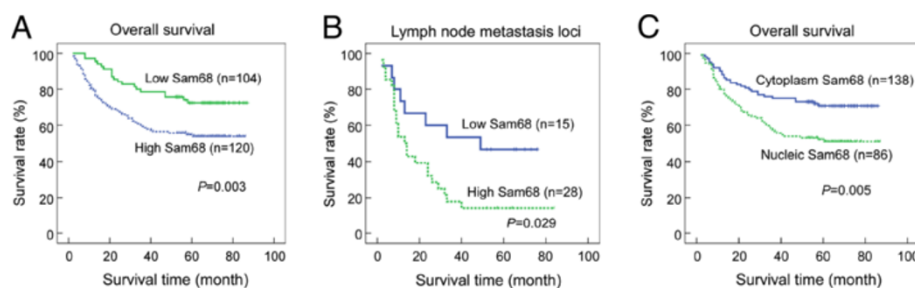 A
Overall survival
100
80
60
40
20
0
Survival rate (%)
Low Sam68 (n=104)
High Sam68 (n=120)
P=0.003
0 20 40 60 80 100
Survival time (month)
B
Lymph node metastasis loci
100
80
60
40
20
0
Survival rate (%)
Low Sam68 (n=15)
High Sam68 (n=28)
P=0.029
0 20 40 60 80 100
Survival time (month)
C
Overall survival
100
80
60
40
20
0
Survival rate (%)
Cytoplasm Sam68 (n=138)
Nucleic Sam68 (n=86)
P=0.005
0 20 40 60 80 100
Survival time (month)